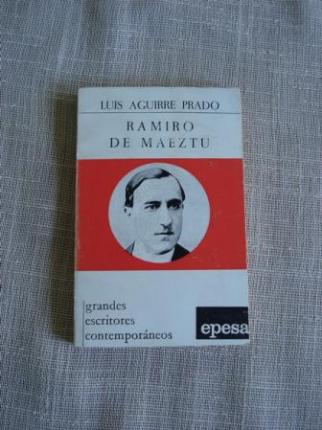 LUIS AGUIRRE PRADO
RAMIRO
DE MAEZTU
grandes
escritores
contemporáneos
epesa